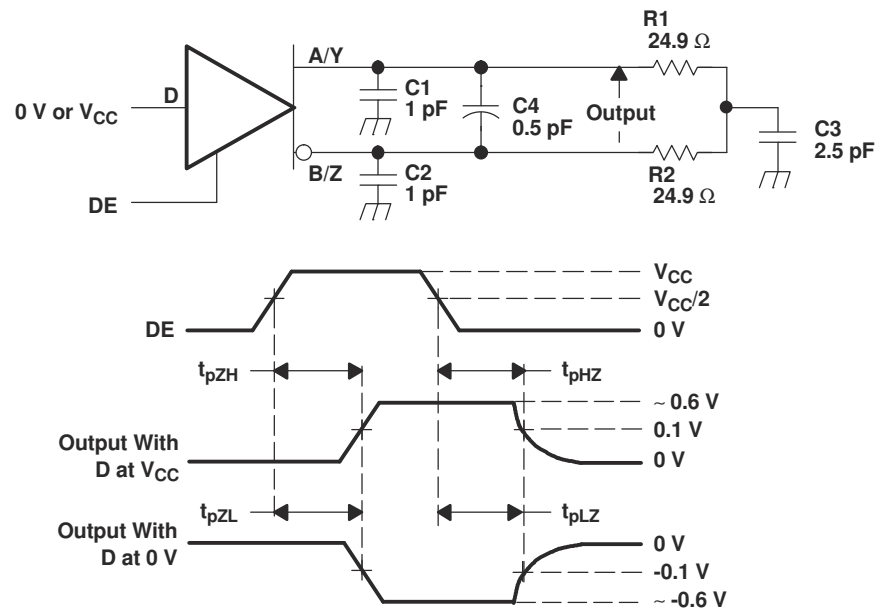 R1
24.9 Ω
A/Y
D
C1
1 pF
C4
0.5 pF
Output
0 V or VCC
C3
2.5 pF
B/Z
C2
1 pF
R2
24.9 Ω
DE
VCC
VCC/2
DE
0 V
tpZH
tpHZ
~ 0.6 V
0.1 V
Output With
D at VCC
0 V
tpZL
tpLZ
Output With
D at 0 V
0 V
-0.1 V
~ -0.6 V